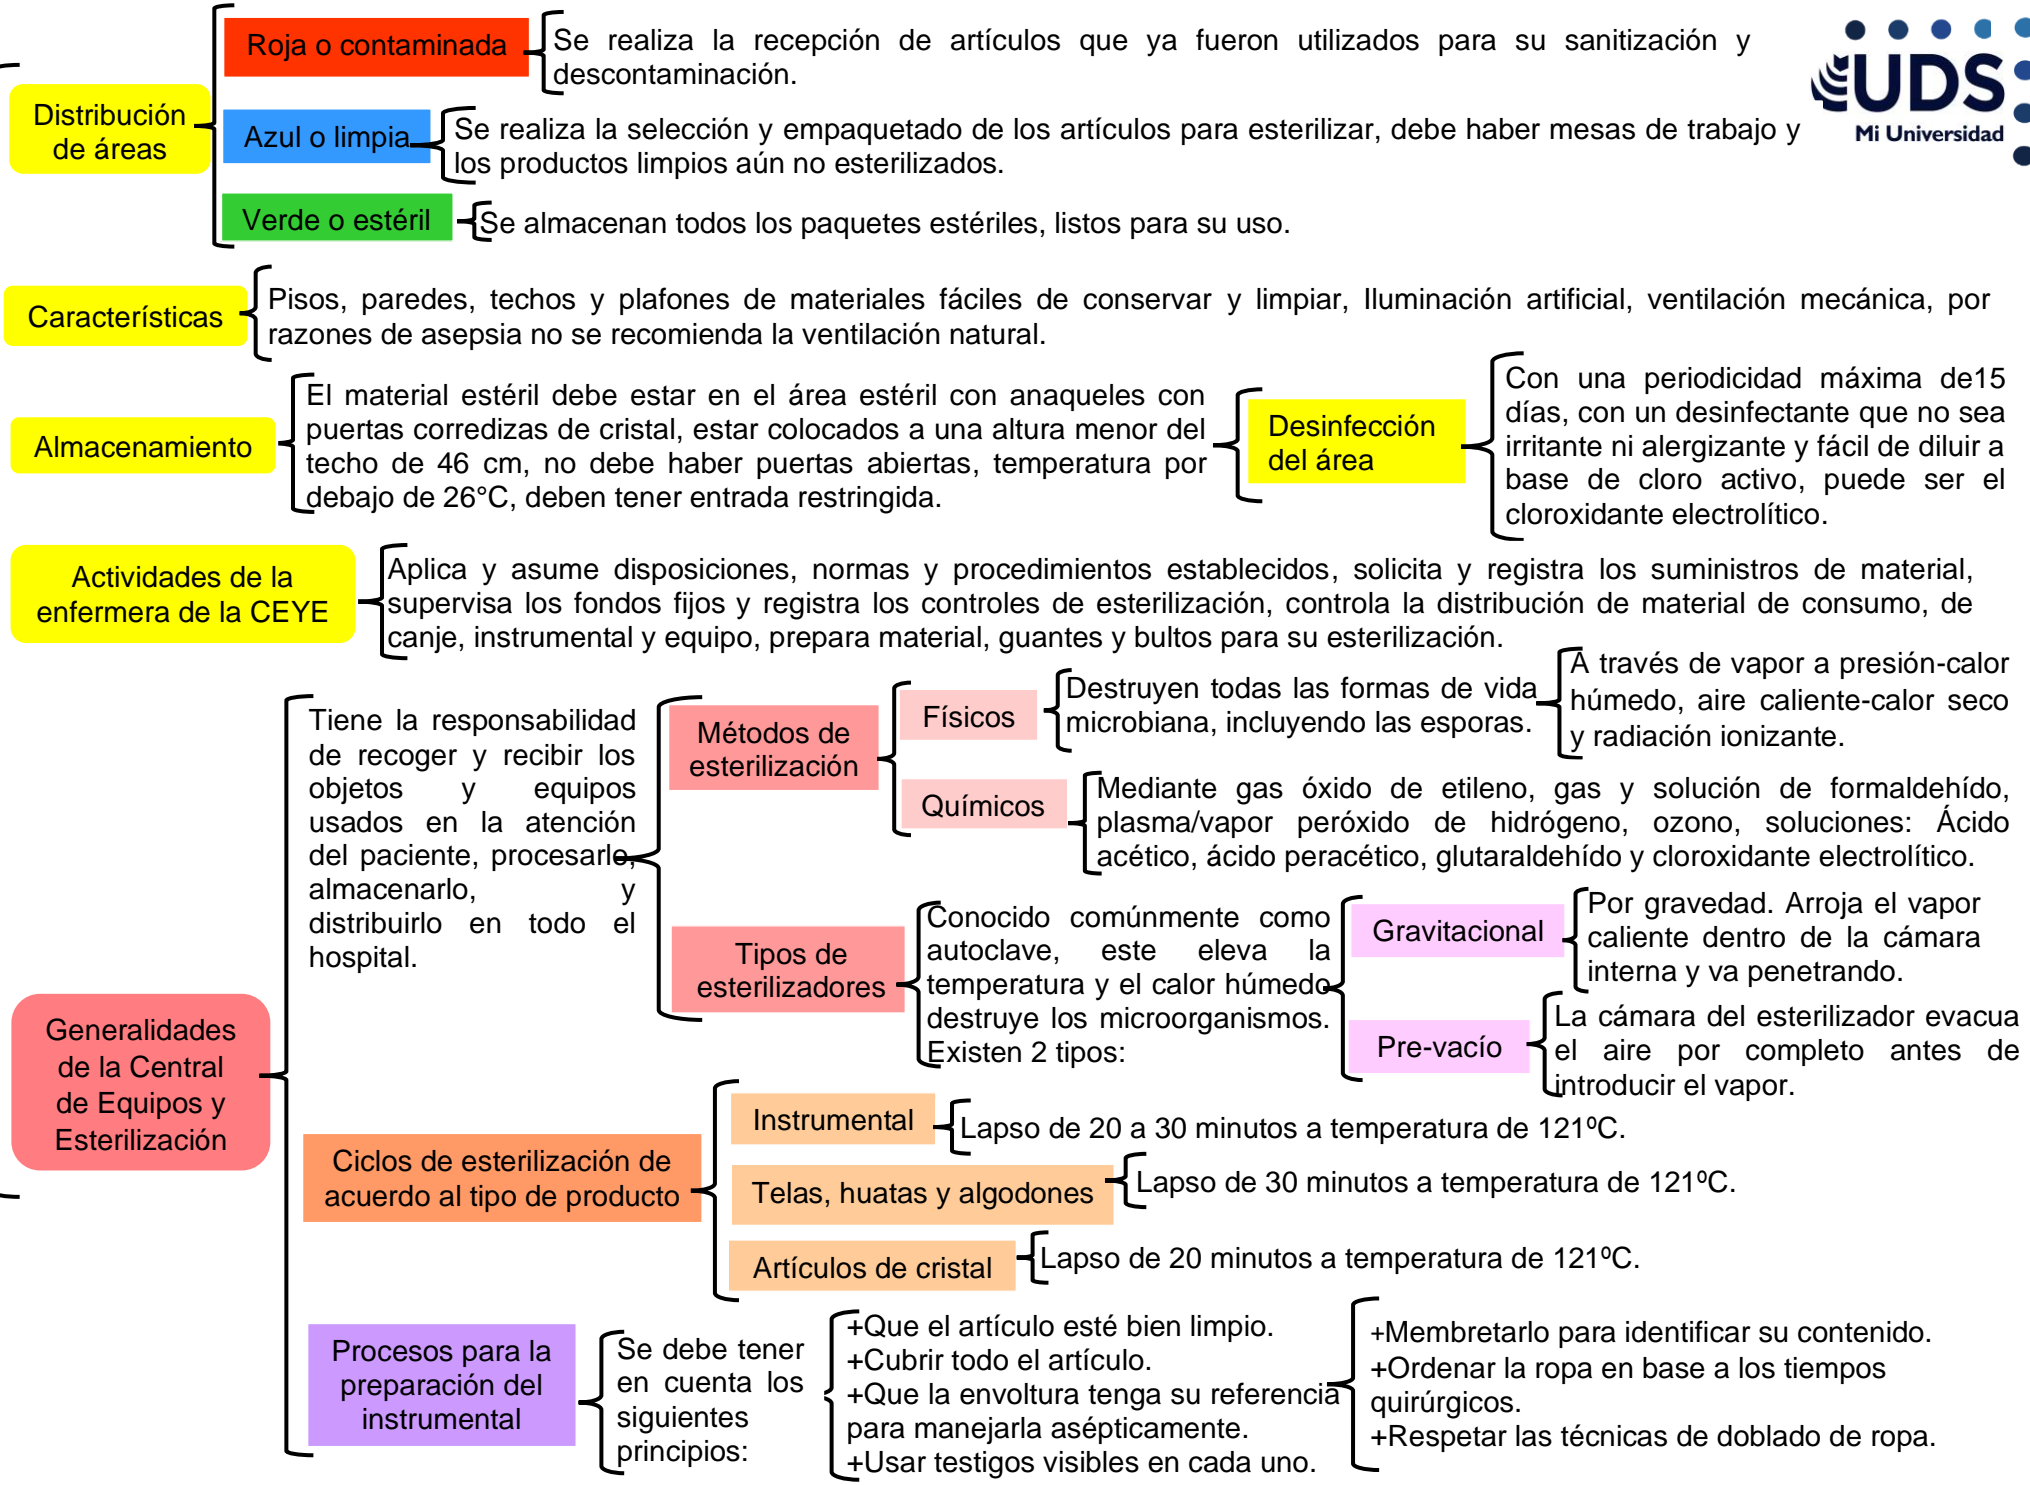 Distribución
de áreas
Roja o contaminada
Se realiza la recepción de artículos que ya fueron utilizados para su sanitización y
descontaminación.
Azul o limpia
Se realiza la selección y empaquetado de los artículos para esterilizar, debe haber mesas de trabajo y
los productos limpios aún no esterilizados.
Verde o estéril
Se almacenan todos los paquetes estériles, listos para su uso.
UDS
Mi Universidad
Características
Pisos, paredes, techos y plafones de materiales fáciles de conservar y limpiar, Iluminación artificial, ventilación mecánica, por
razones de asepsia no se recomienda la ventilación natural.
Almacenamiento
El material estéril debe estar en el área estéril con anaqueles con
puertas corredizas de cristal, estar colocados a una altura menor del
techo de 46 cm, no debe haber puertas abiertas, temperatura por
debajo de 26°C, deben tener entrada restringida.
Desinfección
del área
Con una periodicidad máxima de15
días, con un desinfectante que no sea
irritante ni alergizante y fácil de diluir a
base de cloro activo, puede ser el
cloroxidante electrolítico.
Actividades de la
enfermera de la CEYE
Aplica y asume disposiciones, normas y procedimientos establecidos, solicita y registra los suministros de material,
supervisa los fondos fijos y registra los controles de esterilización, controla la distribución de material de consumo, de
canje, instrumental y equipo, prepara material, guantes y bultos para su esterilización.
Generalidades
de la Central
de Equipos y
Esterilización
Tiene la responsabilidad
de recoger y recibir los
objetos y equipos
usados en la atención
del paciente, procesarlo,
almacenarlo, y
distribuirlo en todo el
hospital.
Métodos de
esterilización
Físicos
Destruyen todas las formas de vida
microbiana, incluyendo las esporas.
A través de vapor a presión-calor
húmedo, aire caliente-calor seco
y radiación ionizante.
Químicos
Mediante gas óxido de etileno, gas y solución de formaldehído,
plasma/vapor peróxido de hidrógeno, ozono, soluciones: Ácido
acético, ácido peracético, glutaraldehído y cloroxidante electrolítico.
Tipos de
esterilizadores
Conocido comúnmente como
autoclave, este eleva la
temperatura y el calor húmedo
destruye los microorganismos.
Existen 2 tipos:
Gravitacional
Por gravedad. Arroja el vapor
caliente dentro de la cámara
interna y va penetrando.
Pre-vacío
La cámara del esterilizador evacua
el aire por completo antes de
introducir el vapor.
Ciclos de esterilización de
acuerdo al tipo de producto
Instrumental
Lapso de 20 a 30 minutos a temperatura de 121ºC.
Telas, huatas y algodones
Lapso de 30 minutos a temperatura de 121ºC.
Artículos de cristal
Lapso de 20 minutos a temperatura de 121ºC.
Procesos para la
preparación del
instrumental
Se debe tener
en cuenta los
siguientes
principios:
+Que el artículo esté bien limpio.
+Cubrir todo el artículo.
+Que la envoltura tenga su referencia
para manejarla asépticamente.
+Usar testigos visibles en cada uno.
+Membretarlo para identificar su contenido.
+Ordenar la ropa en base a los tiempos
quirúrgicos.
+Respetar las técnicas de doblado de ropa.